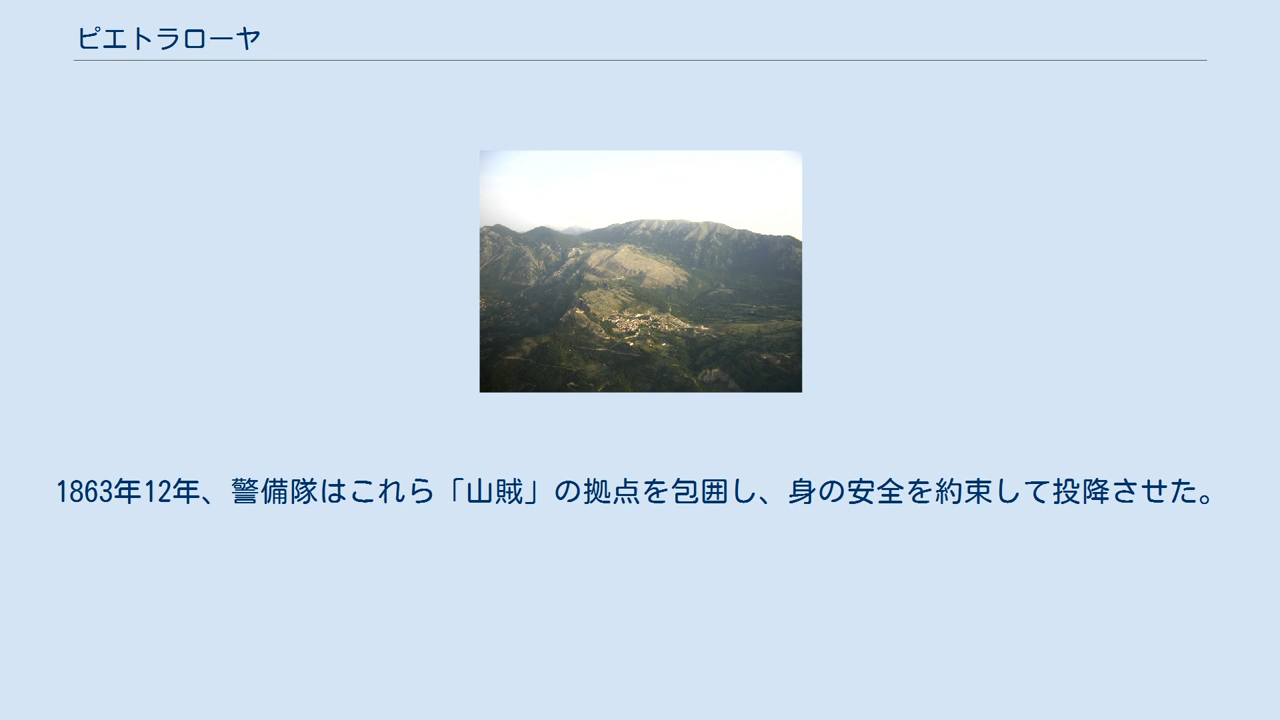 ピエトラローヤ
1863年12年、警備隊はこれら「山賊」の拠点を包囲し、身の安全を約束して投降させた。